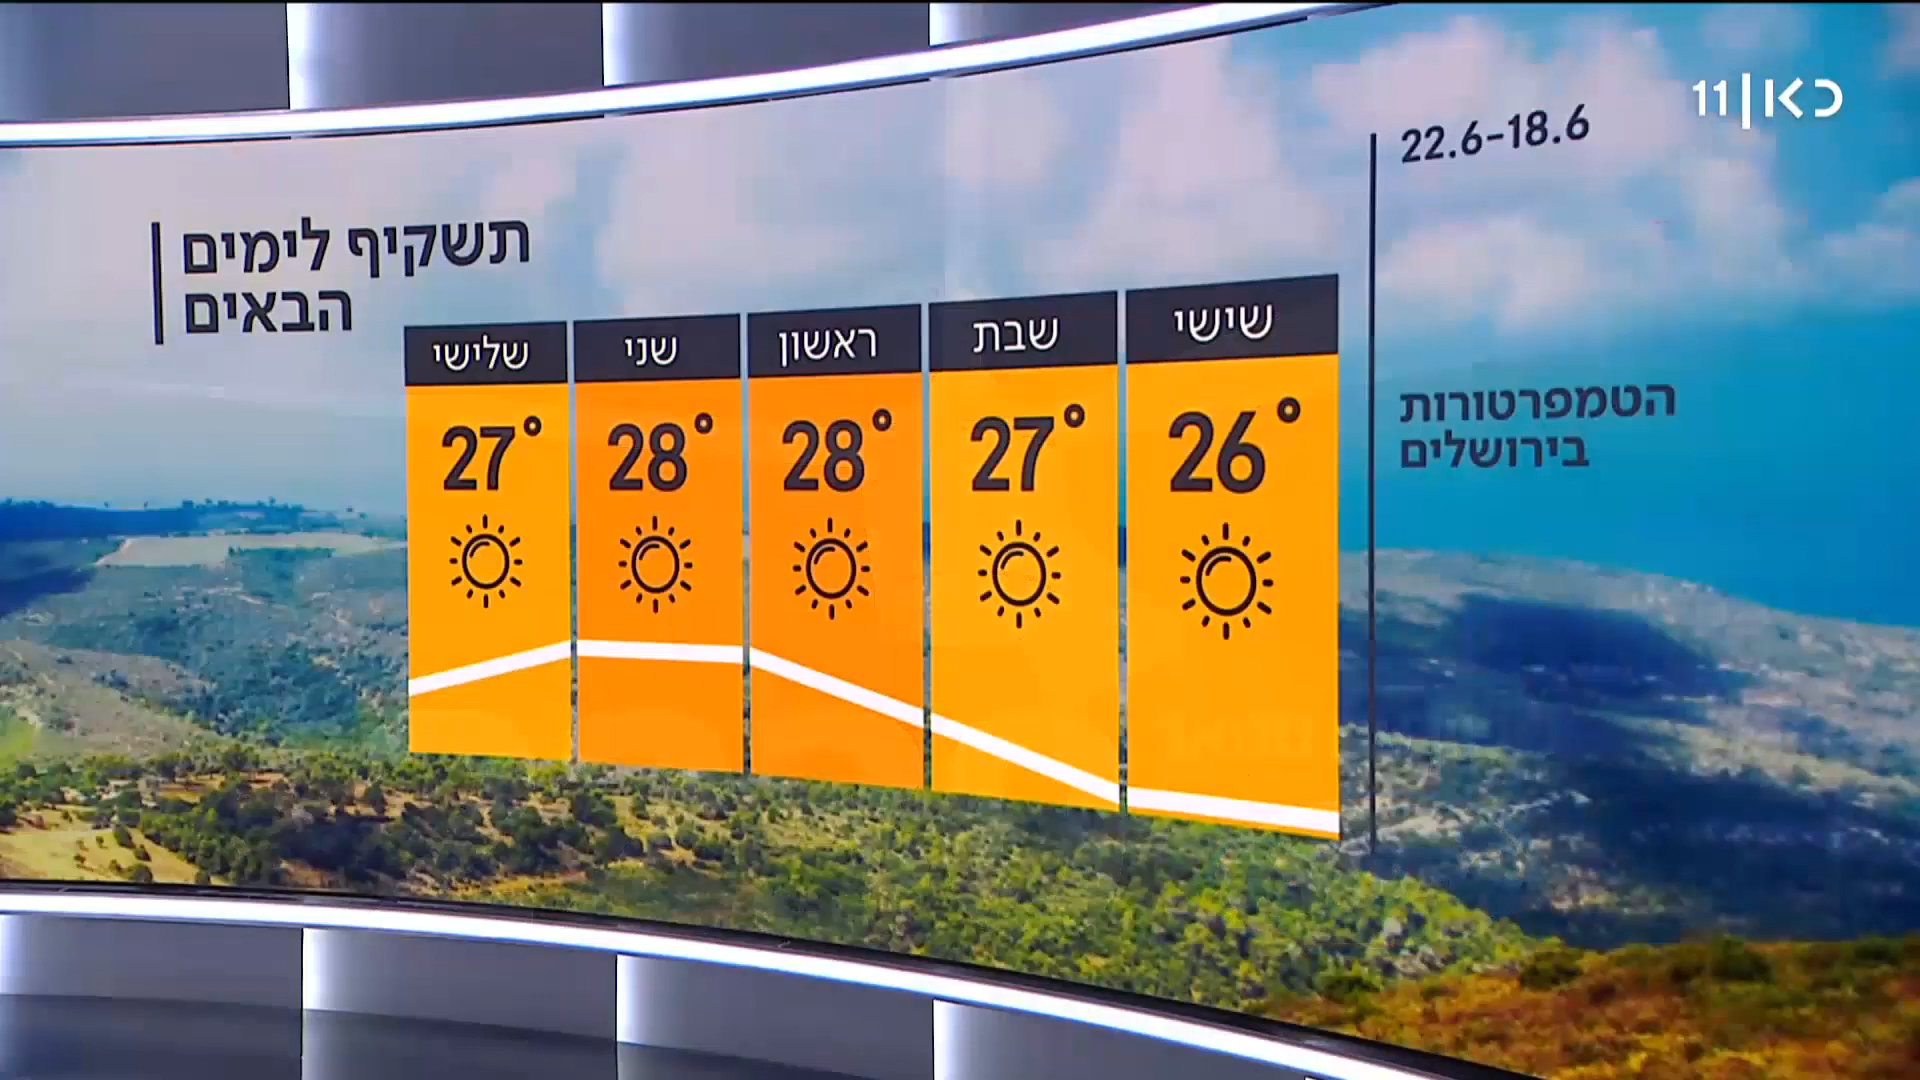 כאן 11
22.6-18.6
תשקיף לימים
הבאים
שישי
שבת
ראשון
שני
שלישי
26°
27°
28°
28°
27°
הטמפרטורות
בירושלים